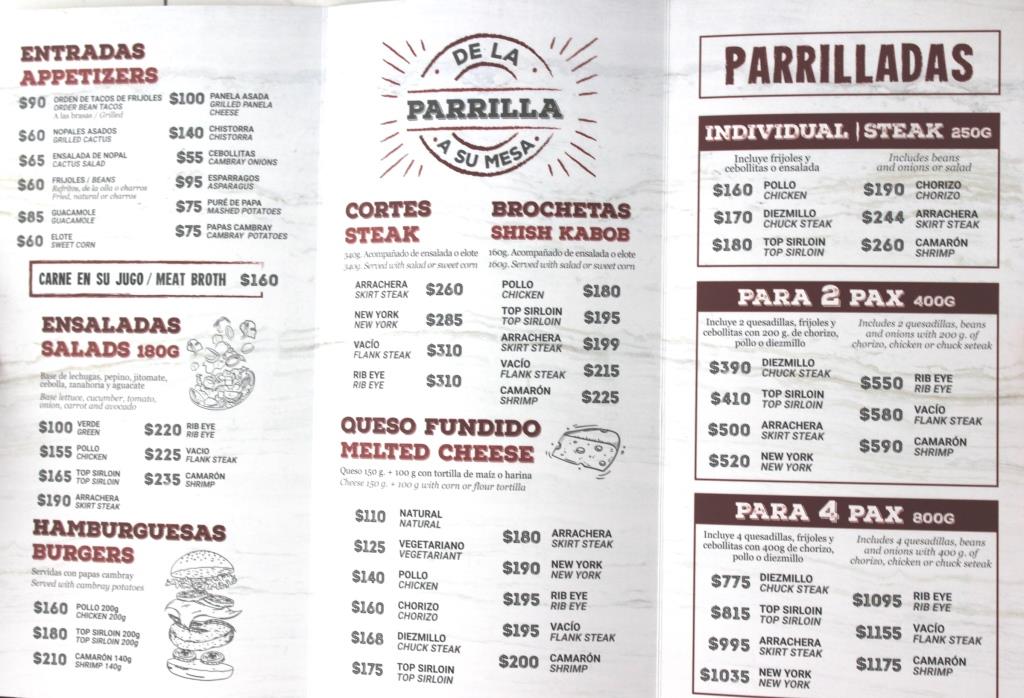 ENTRADAS
APPETIZERS
$90 ORDEN DE TACOS DE FRIJOLES
ORDER BEAN TACOS
A las brasas / Grilled
$60 NOPALES ASADOS
GRILLED CACTUS
$65 ENSALADA DE NOPAL
CACTUS SALAD
$60 FRIJOLES / BEANS
Refritos, de la olla o charros
Fried, natural or charros
$85 GUACAMOLE
GUACAMOLE
$60 ELOTE
SWEET CORN
$100 PANELA ASADA
GRILLED PANELA
CHEESE
$140 CHISTORRA
CHISTORRA
$55 CEBOLLITAS
CAMBRAY ONIONS
$95 ESPARRAGOS
ASPARAGUS
$75 PURÉ DE PAPA
MASHED POTATOES
$75 PAPAS CAMBRAY
CAMBRAY POTATOES
CARNE EN SU JUGO / MEAT BROTH $160
ENSALADAS
SALADS 180G
Base de lechugas, pepino, jitomate,
cebolla, zanahoria y aguacate
Base lettuce, cucumber, tomato,
onion, carrot and avocado
$100 VERDE
GREEN
$155 POLLO
CHICKEN
$165 TOP SIRLOIN
TOP SIRLOIN
$190 ARRACHERA
SKIRT STEAK
$220 RIB EYE
RIB EYE
$225 VACIO
FLANK STEAK
$235 CAMARÓN
SHRIMP
HAMBURGUESAS
BURGERS
Servidas con papas cambray
Served with cambray potatoes
$160 POLLO 200g
CHICKEN 200g
$180 TOP SIRLOIN 200g
TOP SIRLOIN 200g
$210 CAMARÓN 140g
SHRIMP 140g
DE LA
PARRILLA
A SU MESA
CORTES
STEAK
340g. Acompañado de ensalada o elote
340g. Served with salad or sweet corn
ARRACHERA $260
SKIRT STEAK
NEW YORK $285
NEW YORK
VACÍO $310
FLANK STEAK
RIB EYE $310
RIB EYE
BROCHETAS
SHISH KABOB
160g. Acompañado de ensalada o elote
160g. Served with salad or sweet corn
POLLO $180
CHICKEN
TOP SIRLOIN $195
TOP SIRLOIN
ARRACHERA $199
SKIRT STEAK
VACÍO $215
FLANK STEAK
CAMARÓN $225
SHRIMP
QUESO FUNDIDO
MELTED CHEESE
Queso 150 g. + 100 g con tortilla de maíz o harina
Cheese 150 g. + 100 g with corn or flour tortilla
$110 NATURAL
NATURAL
$125 VEGETARIANO
VEGETARIANT
$140 POLLO
CHICKEN
$160 CHORIZO
CHORIZO
$168 DIEZMILLO
CHUCK STEAK
$175 TOP SIRLOIN
TOP SIRLOIN
$180 ARRACHERA
SKIRT STEAK
$190 NEW YORK
NEW YORK
$195 RIB EYE
RIB EYE
$195 VACÍO
FLANK STEAK
$200 CAMARÓN
SHRIMP
PARRILLADAS
INDIVIDUAL | STEAK 250G
Incluye frijoles y
cebollitas o ensalada
Includes beans
and onions or salad
$160 POLLO
CHICKEN
$170 DIEZMILLO
CHUCK STEAK
$180 TOP SIRLOIN
TOP SIRLOIN
$190 CHORIZO
CHORIZO
$244 ARRACHERA
SKIRT STEAK
$260 CAMARÓN
SHRIMP
PARA 2 PAX 400G
Incluye 2 quesadillas, frijoles y
cebollitas con 200 g. de chorizo,
pollo o diezmillo
Includes 2 quesadillas, beans
and onions with 200 g. of
chorizo, chicken or chuck seteak
$390 DIEZMILLO
CHUCK STEAK
$410 TOP SIRLOIN
TOP SIRLOIN
$500 ARRACHERA
SKIRT STEAK
$520 NEW YORK
NEW YORK
$550 RIB EYE
RIB EYE
$580 VACÍO
FLANK STEAK
$590 CAMARÓN
SHRIMP
PARA 4 PAX 800G
Incluye 4 quesadillas, frijoles y
cebollitas con 400g de chorizo,
pollo o diezmillo
Includes 4 quesadillas, beans
and onions with 400 g. of
chorizo, chicken or chuck seteak
$775 DIEZMILLO
CHUCK STEAK
$815 TOP SIRLOIN
TOP SIRLOIN
$995 ARRACHERA
SKIRT STEAK
$1035 NEW YORK
NEW YORK
$1095 RIB EYE
RIB EYE
$1155 VACÍO
FLANK STEAK
$1175 CAMARÓN
SHRIMP